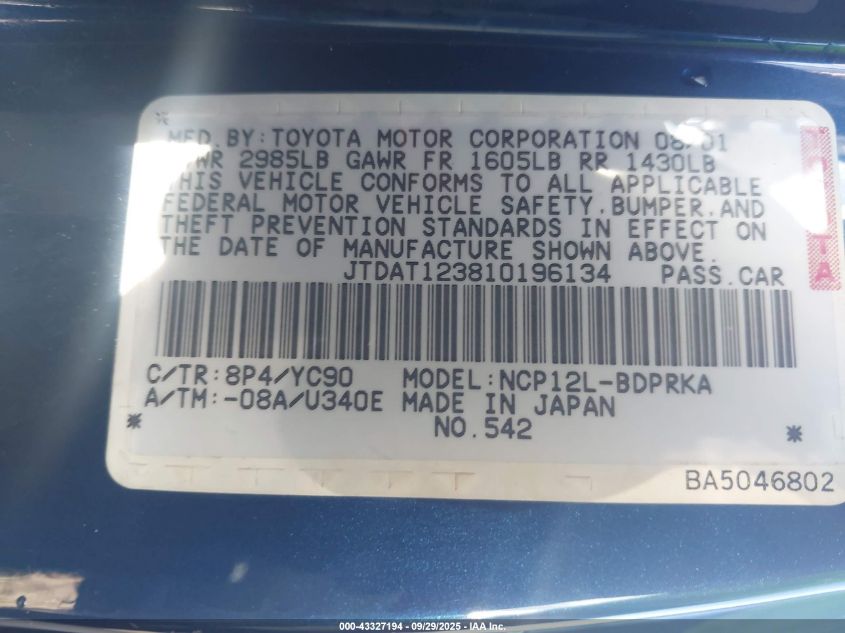 MFD. BY: TOYOTA MOTOR CORPORATION 08/01
GVWR 2985LB GAWR FR 1605LB RR 1430LB
THIS VEHICLE CONFORMS TO ALL APPLICABLE
FEDERAL MOTOR VEHICLE SAFETY, BUMPER, AND
THEFT PREVENTION STANDARDS IN EFFECT ON
THE DATE OF MANUFACTURE SHOWN ABOVE.
JTDAT123810196134 PASS. CAR
C/TR: 8P4/YC90 MODEL: NCP12L-BDPRKA
A/TM: -08A/U340E MADE IN JAPAN
NO. 542
BA5046802
000-43327194 - 09/29/2025 - IAA, Inc.